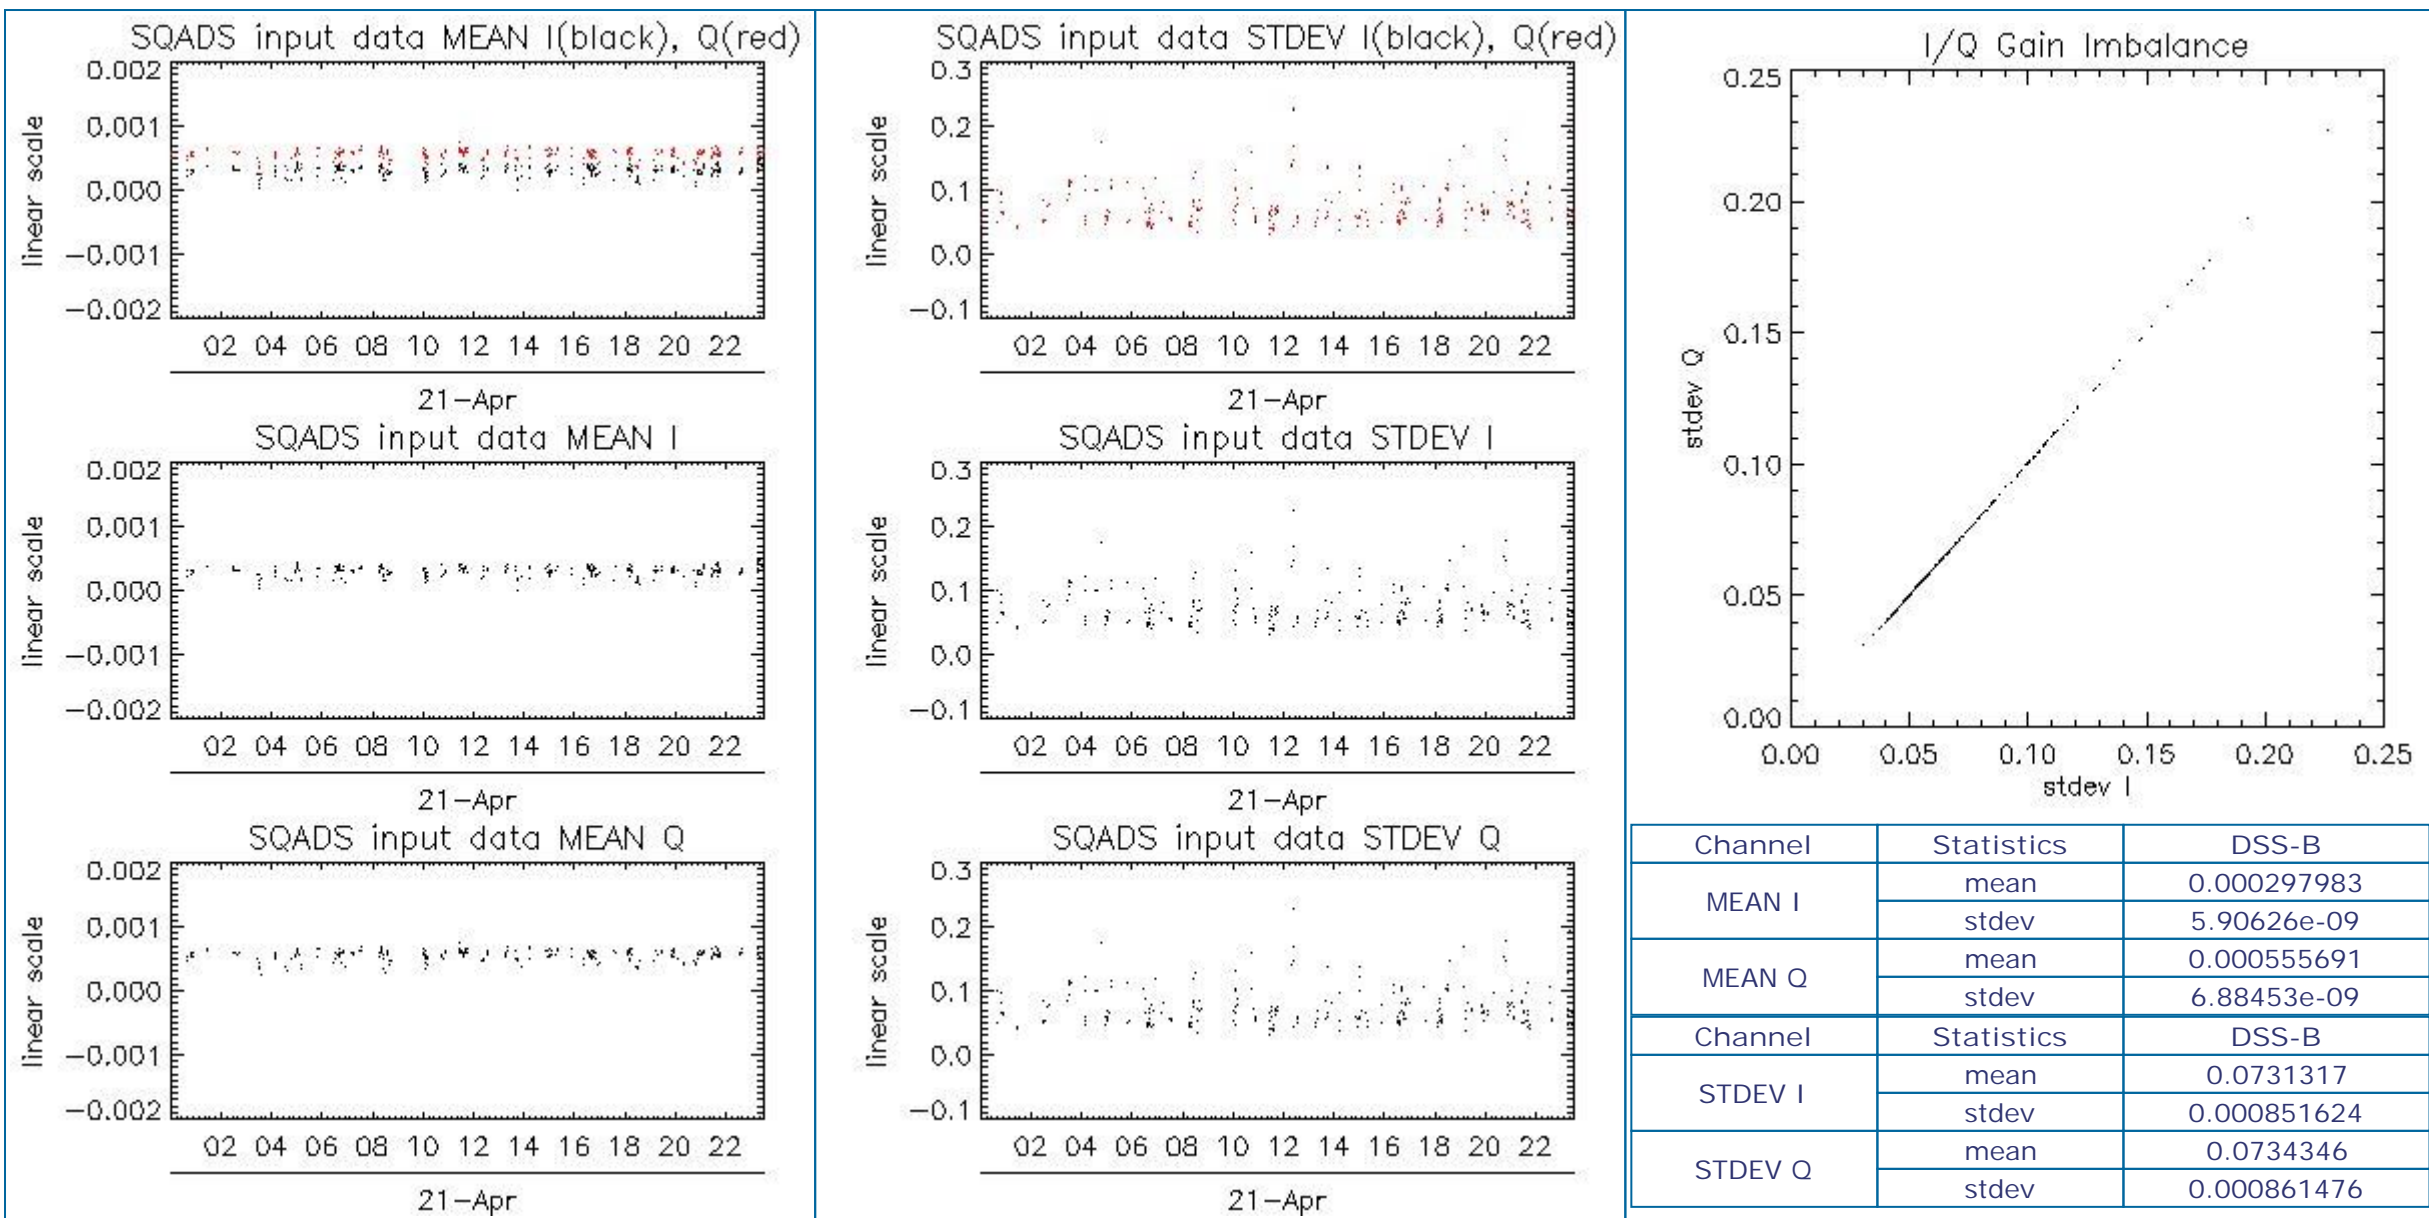 SQADS input data MEAN I(black), Q(red)
0.002
0.001
0.000
−0.001
−0.002
linear scale
02 04 06 08 10 12 14 16 18 20 22
21−Apr
SQADS input data MEAN I
0.002
0.001
0.000
−0.001
−0.002
linear scale
02 04 06 08 10 12 14 16 18 20 22
21−Apr
SQADS input data MEAN Q
0.002
0.001
0.000
−0.001
−0.002
linear scale
02 04 06 08 10 12 14 16 18 20 22
21−Apr
SQADS input data STDEV I(black), Q(red)
0.3
0.2
0.1
0.0
−0.1
linear scale
02 04 06 08 10 12 14 16 18 20 22
21−Apr
SQADS input data STDEV I
0.3
0.2
0.1
0.0
−0.1
linear scale
02 04 06 08 10 12 14 16 18 20 22
21−Apr
SQADS input data STDEV Q
0.3
0.2
0.1
0.0
−0.1
linear scale
02 04 06 08 10 12 14 16 18 20 22
21−Apr
I/Q Gain Imbalance
0.25
0.20
0.15
0.10
0.05
0.00
stdev Q
0.00 0.05 0.10 0.15 0.20 0.25
stdev I
Channel Statistics DSS-B
MEAN I mean 0.000297983
stdev 5.90626e-09
MEAN Q mean 0.000555691
stdev 6.88453e-09
Channel Statistics DSS-B
STDEV I mean 0.0731317
stdev 0.000851624
STDEV Q mean 0.0734346
stdev 0.000861476